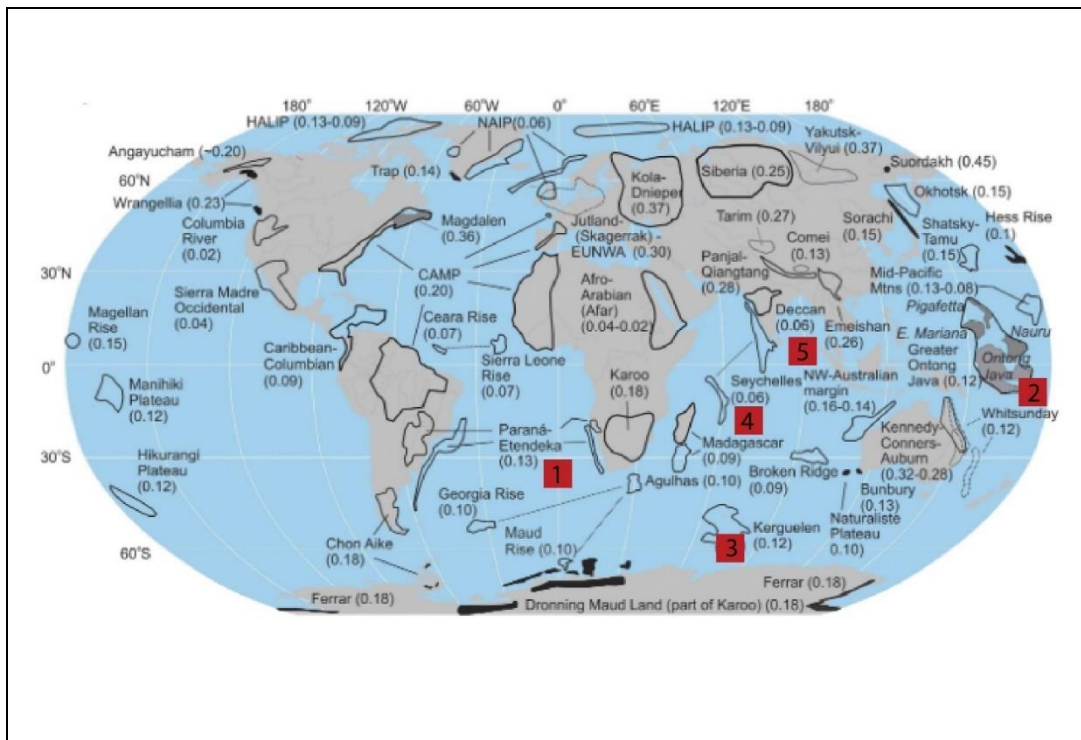 180° 120°W 60°W 0° 60°E 120°E 180°
HALIP (0.13-0.09)
NAIP(0.06)
HALIP (0.13-0.09)
Yakutsk-
Vilyui (0.37)
Angayucham (~0.20)
60°N
Trap (0.14)
Kola-
Dnieper
(0.37)
Siberia (0.25)
Suordakh (0.45)
Wrangellia (0.23)
Okhotsk (0.15)
Columbia
River
(0.02)
Magdalen
(0.36)
Jutland-
(Skagerrak) -
EUNWA (0.30)
Tarim (0.27)
Sorachi
(0.15)
Shatsky-
Tamu
(0.15)
Hess Rise
(0.1)
Comei
(0.13)
30°N
CAMP
(0.20)
Panjal-
Qiangtang
(0.28)
Mid-Pacific
Mtns (0.13-0.08)
Sierra Madre
Occidental
(0.04)
Afro-
Arabian
(Afar)
(0.04-0.02)
Pigafetta
Magellan
Rise
(0.15)
Ceara Rise
(0.07)
Deccan
(0.06)
Emeishan
(0.26)
E. Mariana
Nauru
Caribbean-
Columbian
(0.09)
Sierra Leone
Rise
(0.07)
5
Greater
Ontong
Java (0.12)
Ontong
Java
0°
Karoo
(0.18)
Seychelles
(0.06)
NW-Australian
margin
(0.16-0.14)
2
Manihiki
Plateau
(0.12)
4
Whitsunday
(0.12)
Paraná-
Etendeka
(0.13)
Madagascar
(0.09)
Kennedy-
Conners-
Auburn
(0.32-0.28)
30°S
1
Hikurangi
Plateau
(0.12)
Agulhas (0.10)
Broken Ridge
(0.09)
Bunbury
(0.13)
Georgia Rise
(0.10)
Naturaliste
Plateau
0.10)
Maud
Rise (0.10)
Kerguelen
(0.12)
3
Chon Aike
(0.18)
60°S
Ferrar (0.18)
Ferrar (0.18)
Dronning Maud Land (part of Karoo) (0.18)